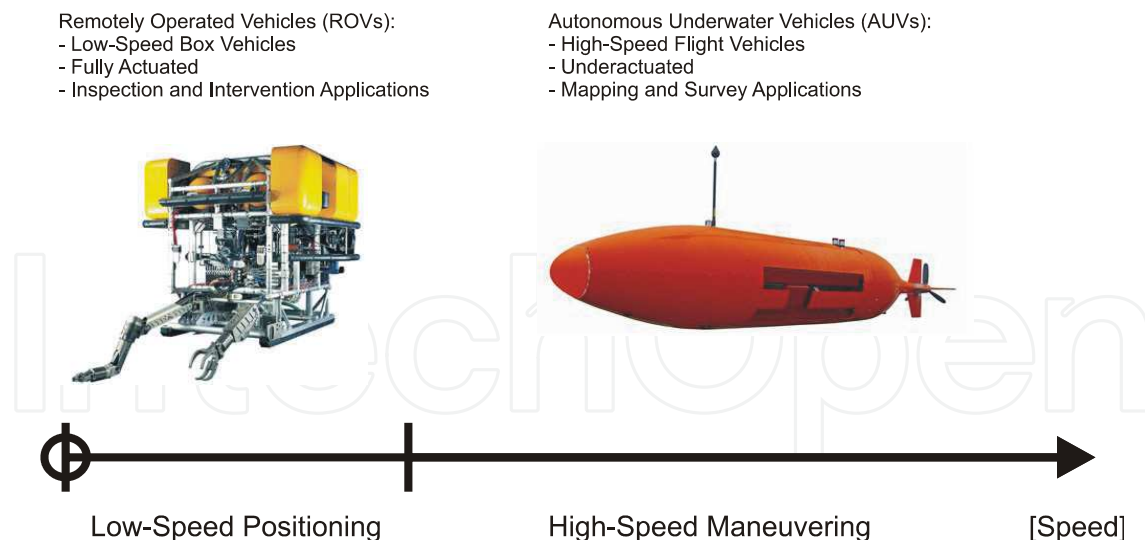 Remotely Operated Vehicles (ROVs):
- Low-Speed Box Vehicles
- Fully Actuated
- Inspection and Intervention Applications
Autonomous Underwater Vehicles (AUVs):
- High-Speed Flight Vehicles
- Underactuated
- Mapping and Survey Applications
IntechOpen
Low-Speed Positioning
High-Speed Maneuvering
[Speed]